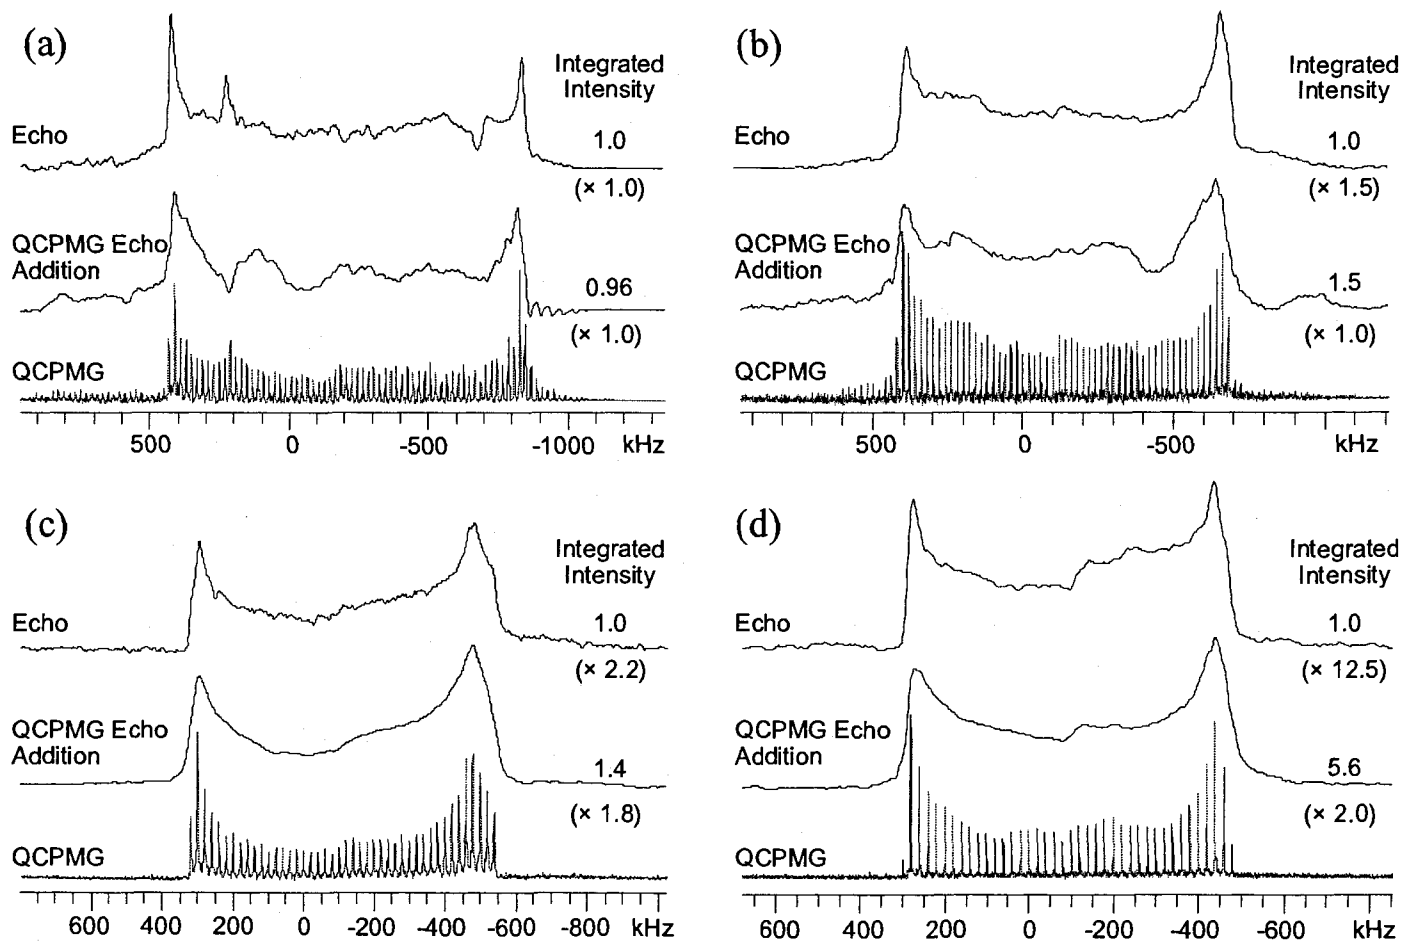 (a)
Integrated
Intensity
Echo
1.0
(× 1.0)
QCPMG Echo
Addition
0.96
(× 1.0)
QCPMG
500 0 -500 -1000 kHz
(b)
Integrated
Intensity
Echo
1.0
(× 1.5)
QCPMG Echo
Addition
1.5
(× 1.0)
QCPMG
500 0 -500 kHz
(c)
Integrated
Intensity
Echo
1.0
(× 2.2)
QCPMG Echo
Addition
1.4
(× 1.8)
QCPMG
600 400 200 0 -200 -400 -600 -800 kHz
(d)
Integrated
Intensity
Echo
1.0
(× 12.5)
QCPMG Echo
Addition
5.6
(× 2.0)
QCPMG
600 400 200 0 -200 -400 -600 kHz